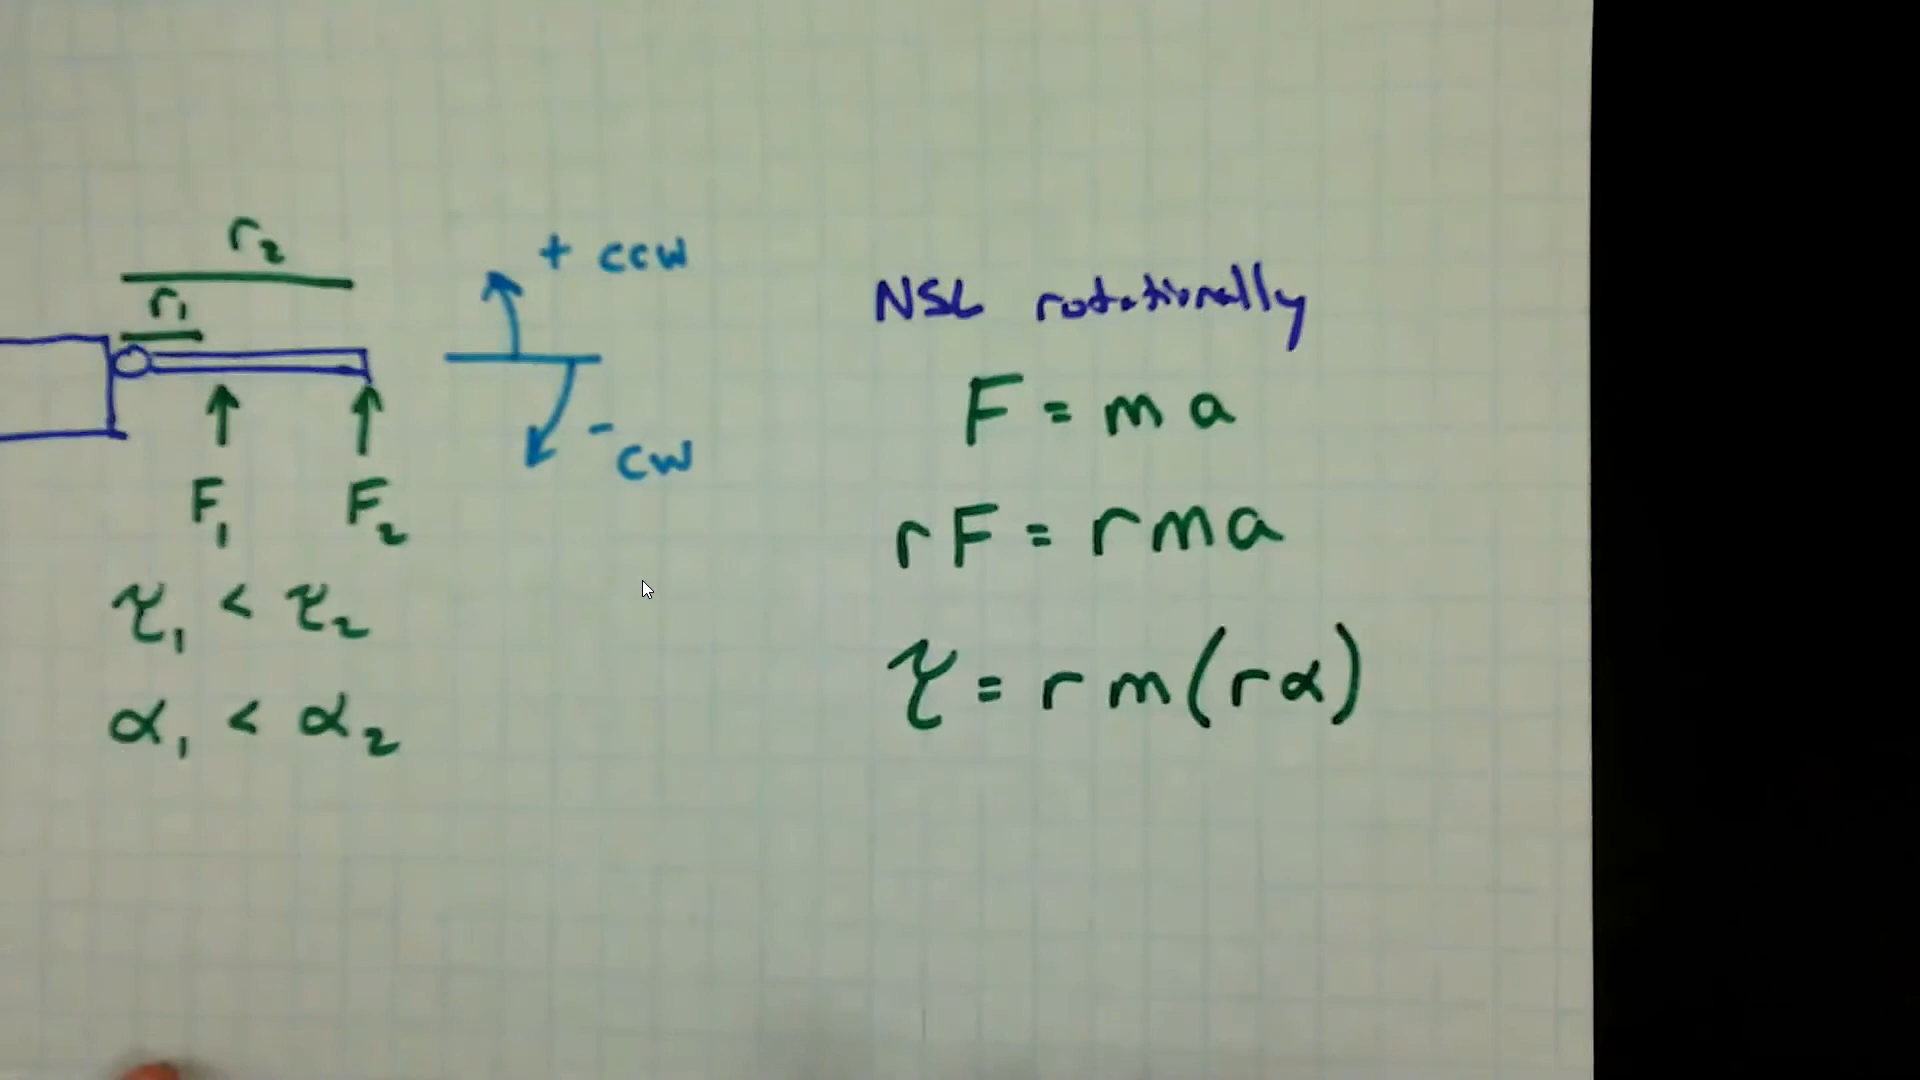 r₂
r₁
+ ccw
- cw
F₁ F₂
τ₁ < τ₂
α₁ < α₂
NSL rotationally
F = ma
rF = rma
τ = rm(rα)